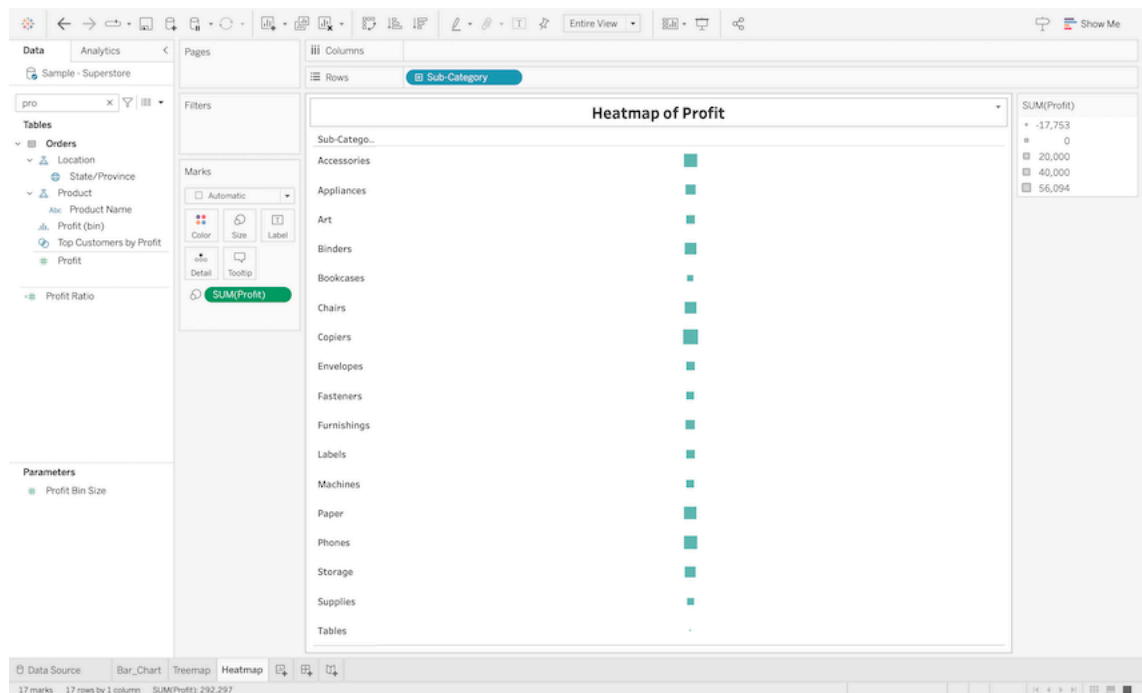 Entire View
Show Me
Data
Analytics
Pages
Columns
Sample - Superstore
Rows
Sub-Category
pro
Filters
Heatmap of Profit
SUM(Profit)
-17,753
0
20,000
40,000
56,094
Tables
Orders
Location
State/Province
Product
Abc Product Name
Profit (bin)
Top Customers by Profit
Profit
Profit Ratio
Parameters
Profit Bin Size
Marks
Automatic
Color
Size
Label
Detail
Tooltip
SUM(Profit)
Sub-Catego..
Accessories
Appliances
Art
Binders
Bookcases
Chairs
Copiers
Envelopes
Fasteners
Furnishings
Labels
Machines
Paper
Phones
Storage
Supplies
Tables
Data Source
Bar_Chart
Treemap
Heatmap
17 marks
17 rows by 1 column
SUM(Profit): 292,297